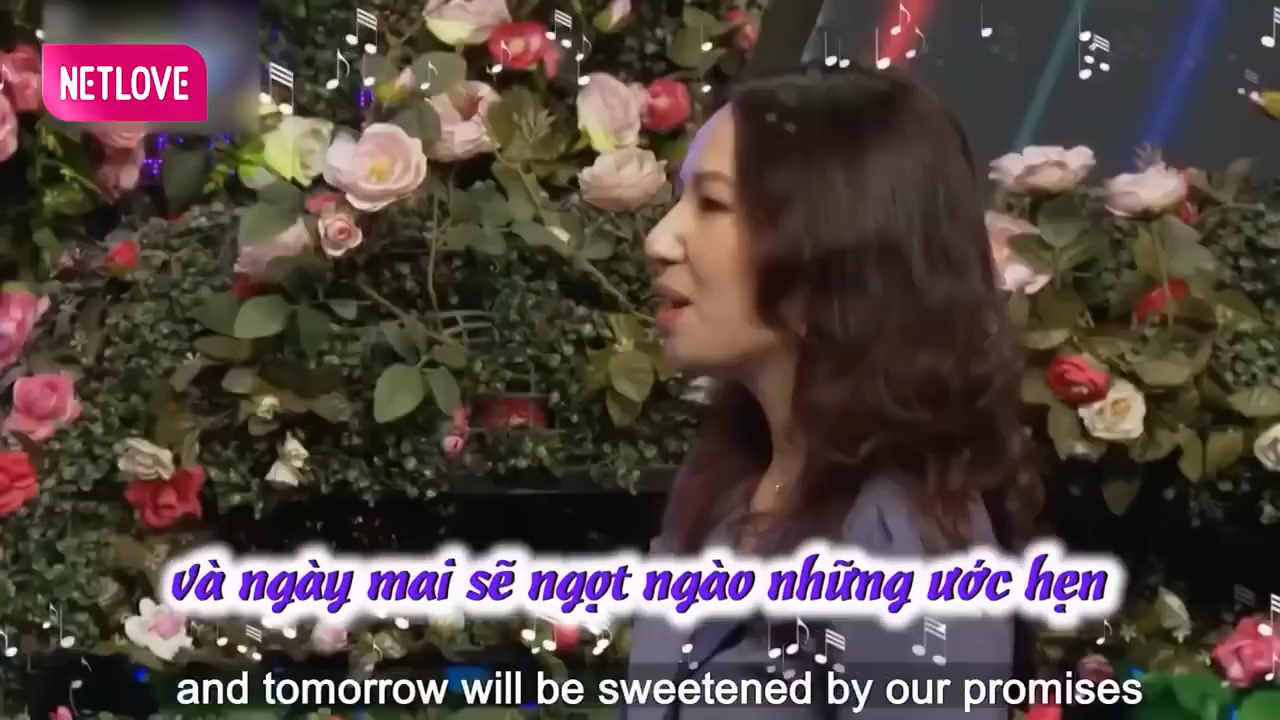 NETLOVE
và ngày mai sẽ ngọt ngào những ước hẹn
and tomorrow will be sweetened by our promises